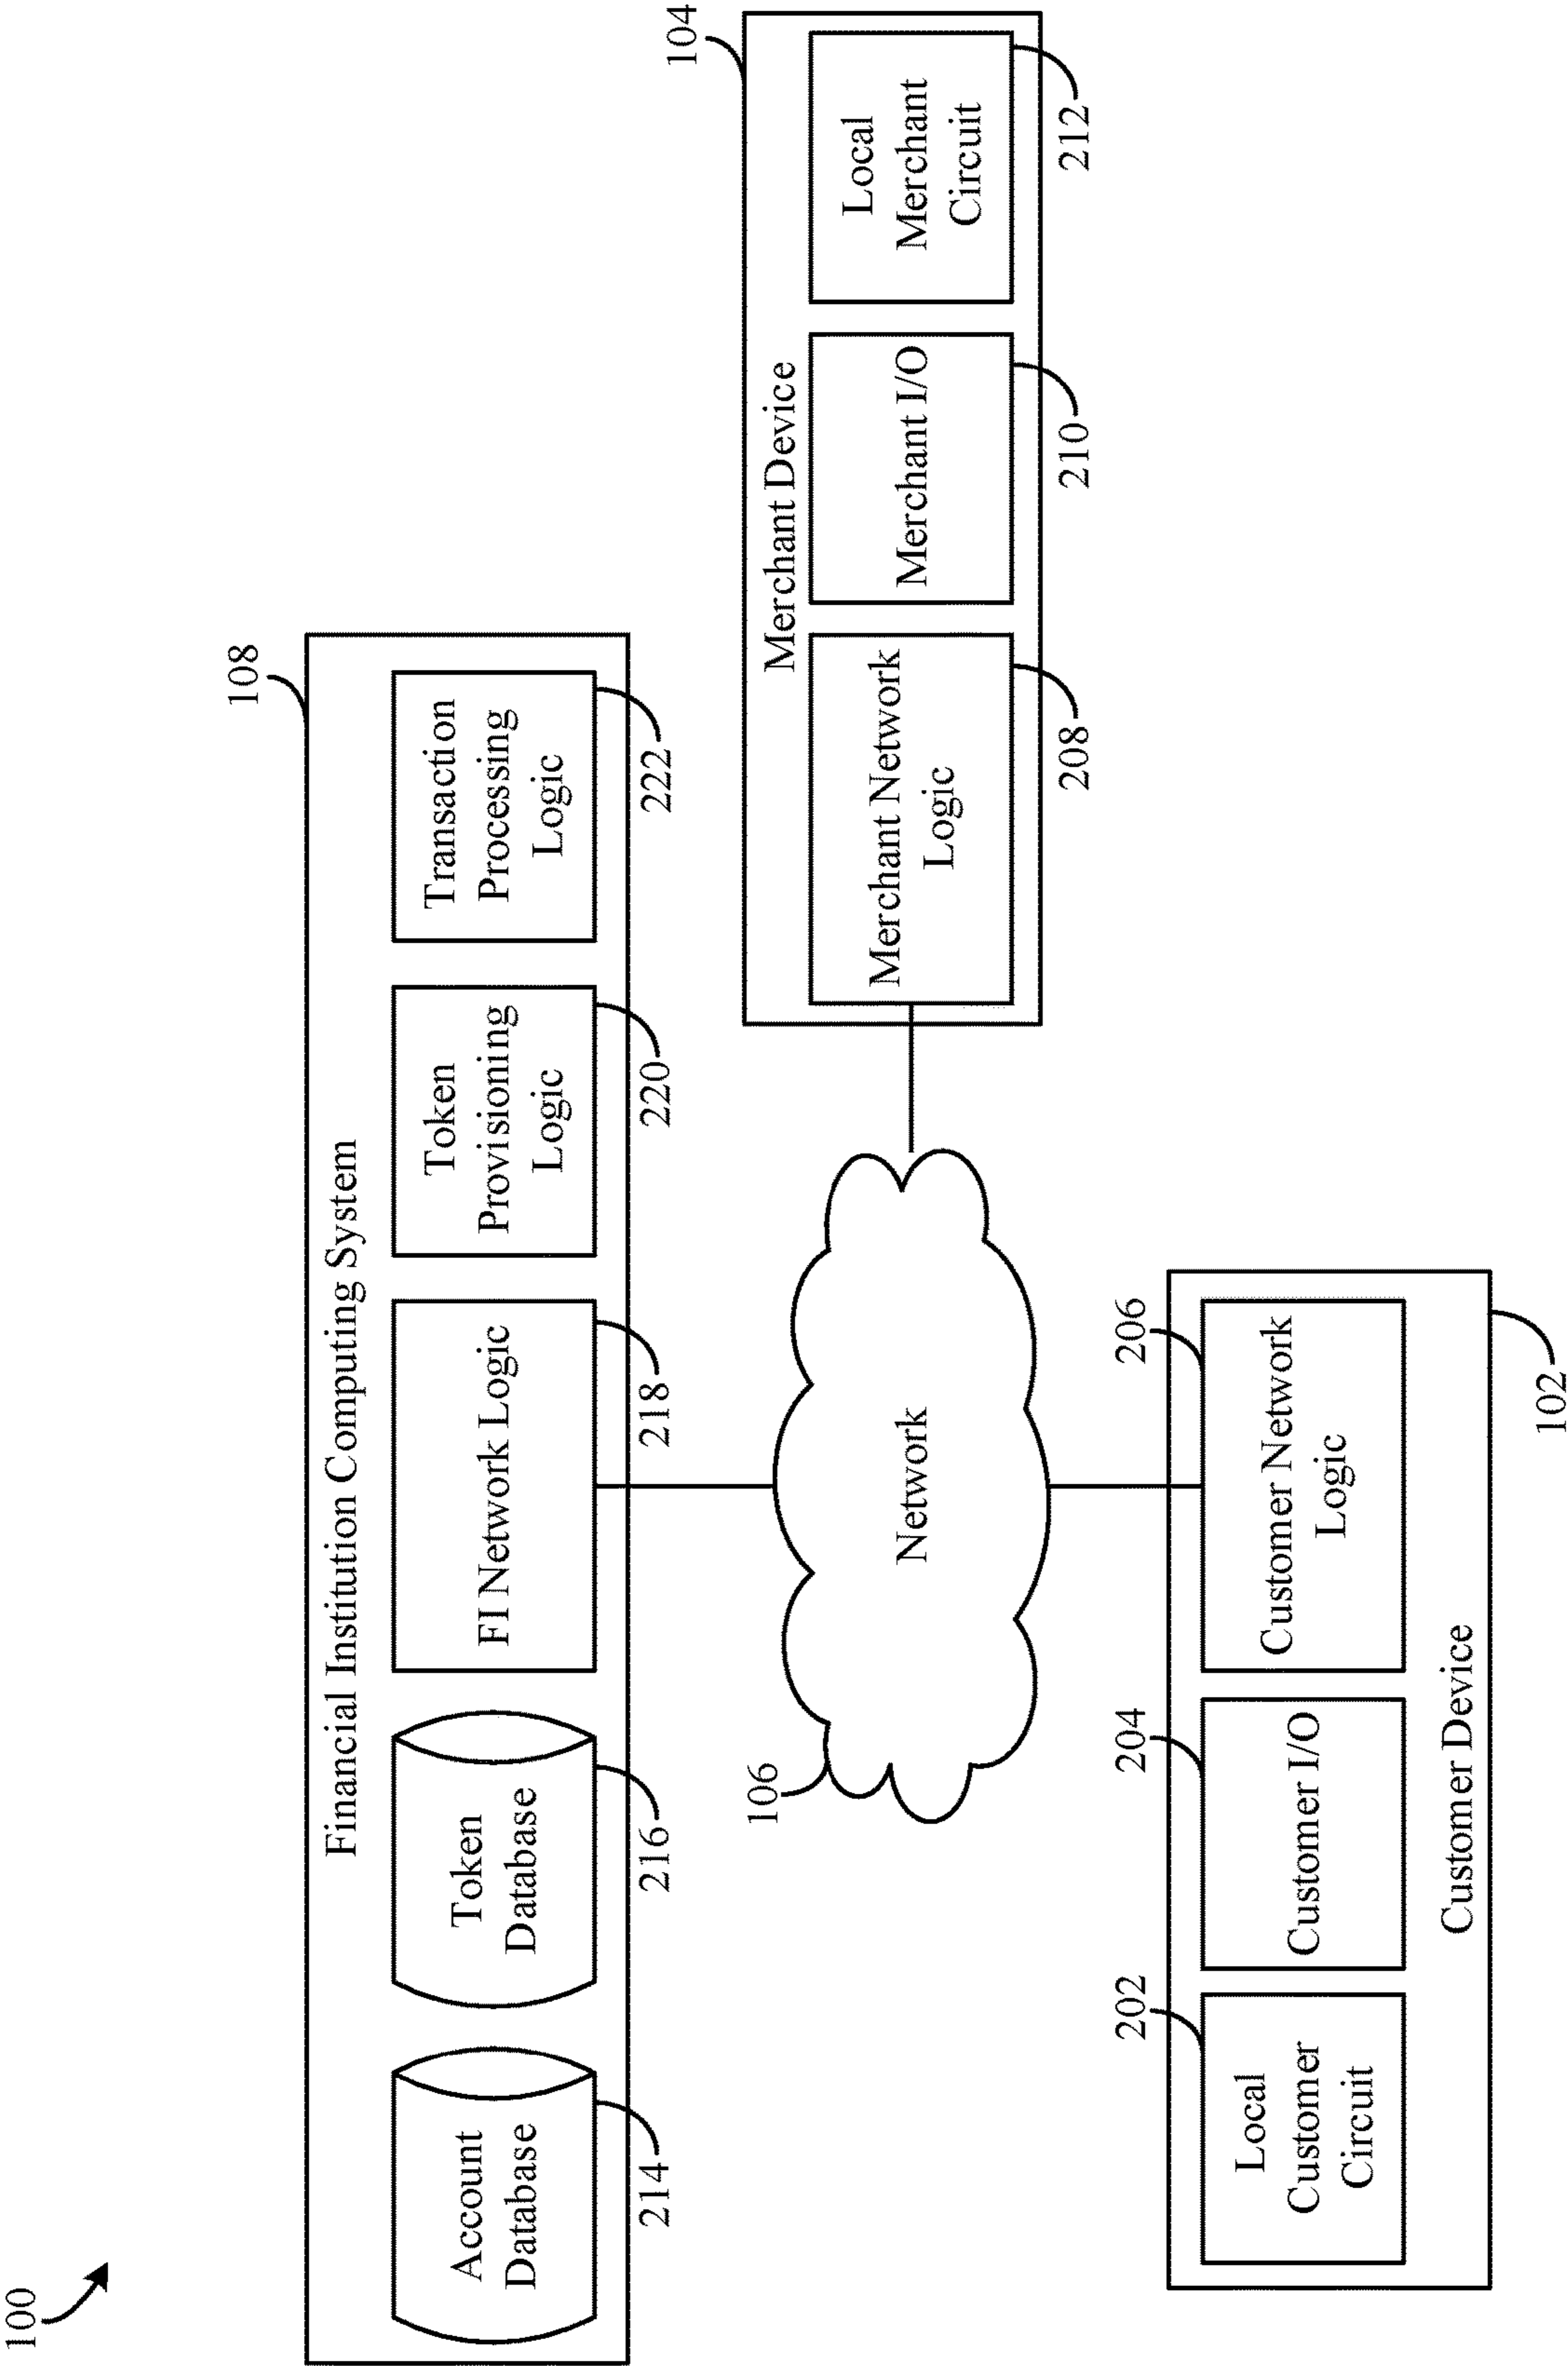 100
108
Financial Institution Computing System
Account
Database
214
Token
Database
216
FI Network Logic
218
Token
Provisioning
Logic
220
Transaction
Processing
Logic
222
106
Network
104
Merchant Device
Merchant Network
Logic
208
Merchant I/O
210
Local
Merchant
Circuit
212
202
Local
Customer
Circuit
204
Customer I/O
206
Customer Network
Logic
Customer Device
102